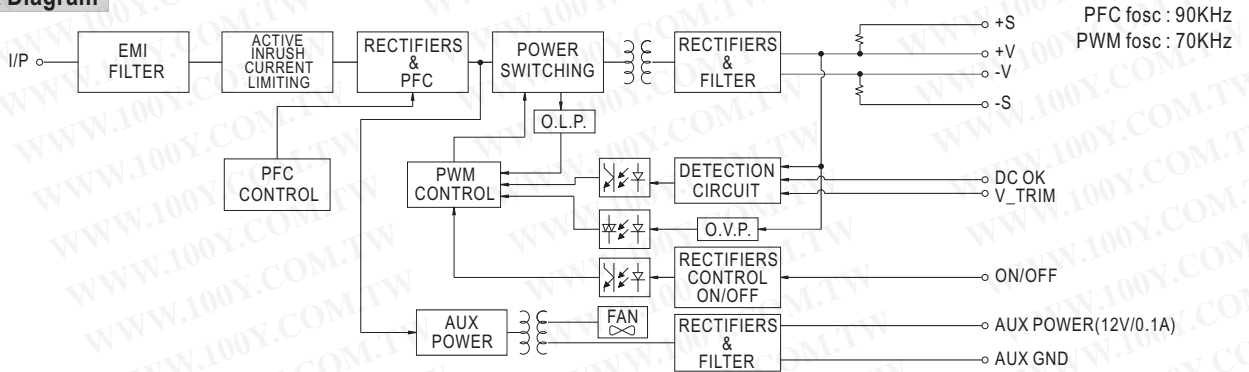 Diagram
PFC fosc : 90KHz
PWM fosc : 70KHz
I/P
EMI
FILTER
ACTIVE
INRUSH
CURRENT
LIMITING
RECTIFIERS
&
PFC
POWER
SWITCHING
RECTIFIERS
&
FILTER
+S
+V
-V
-S
O.L.P.
PFC
CONTROL
PWM
CONTROL
DETECTION
CIRCUIT
DC OK
V_TRIM
O.V.P.
RECTIFIERS
CONTROL
ON/OFF
ON/OFF
AUX
POWER
FAN
RECTIFIERS
&
FILTER
AUX POWER(12V/0.1A)
AUX GND
WWW.100Y.COM.TW